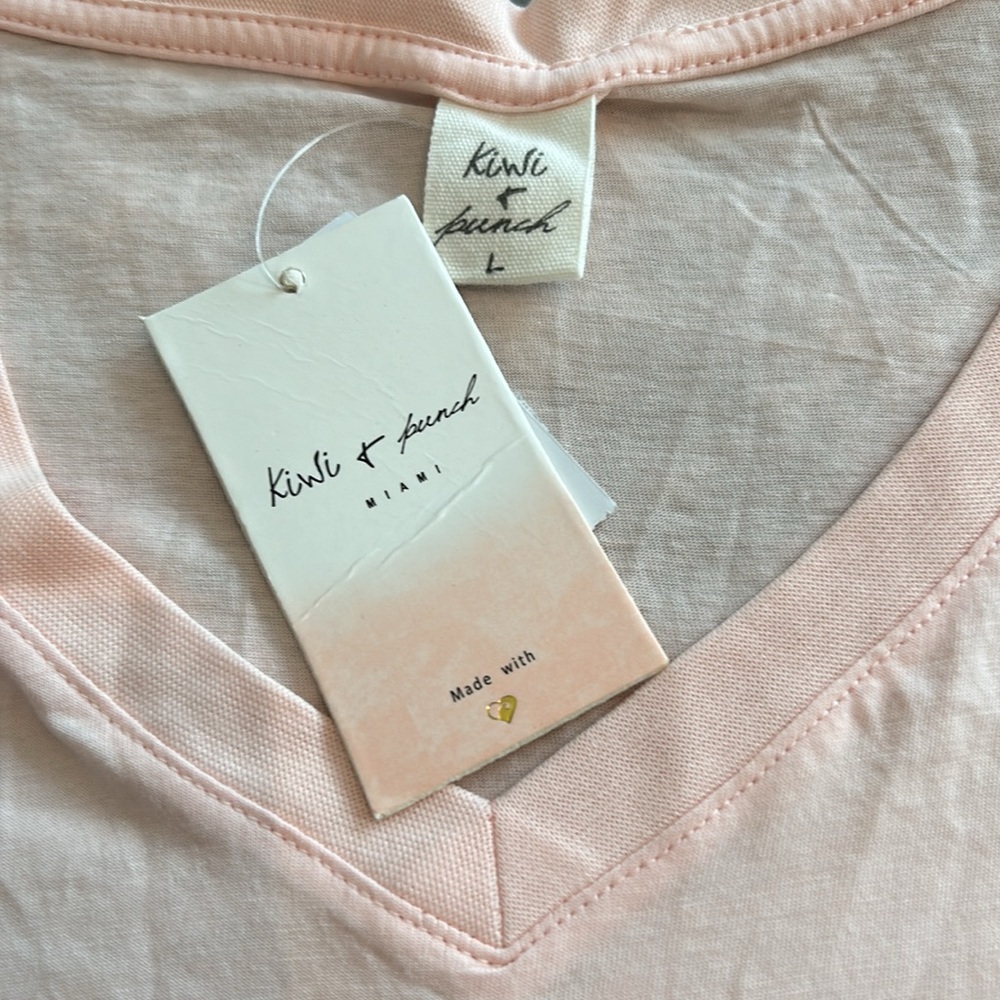 Kiwi
&
punch
L
Kiwi & punch
MIAMI
Made with